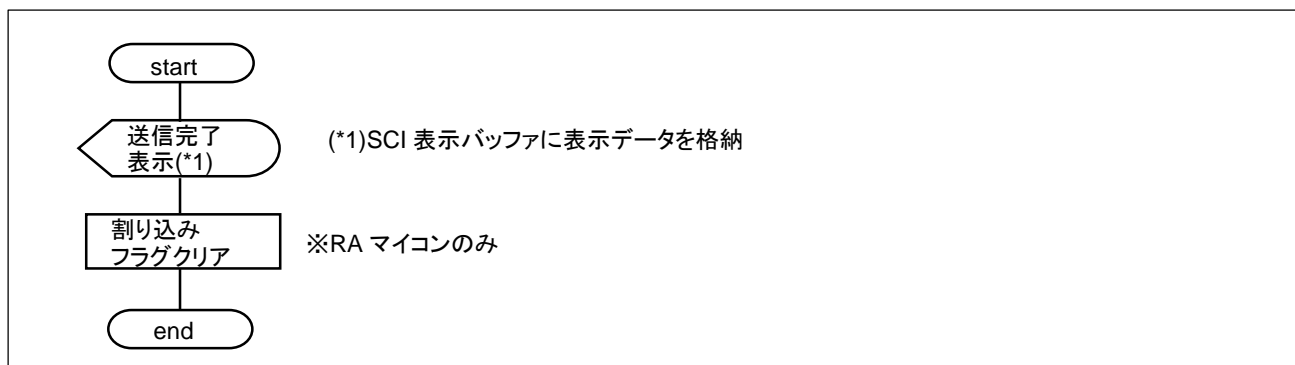 start
送信完了
表示(*1)
(*1)SCI 表示バッファに表示データを格納
割り込み
フラグクリア
※RA マイコンのみ
end